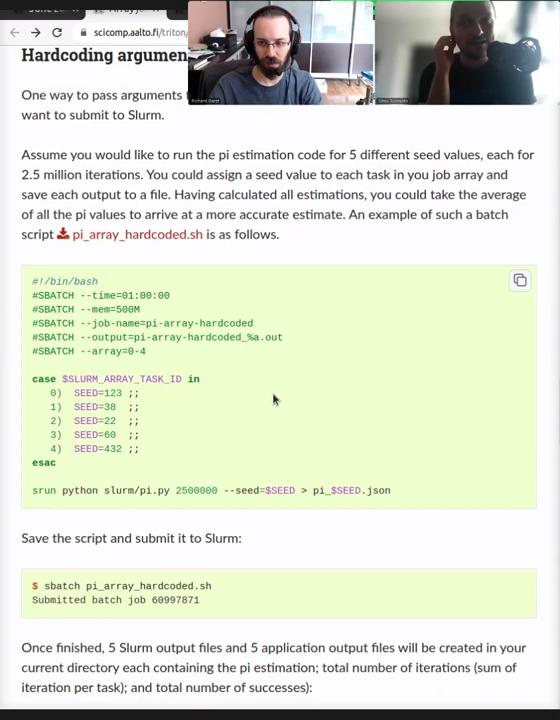 scicomp.aalto.fi/triton/
Hardcoding argumen
One way to pass arguments
want to submit to Slurm.
Assume you would like to run the pi estimation code for 5 different seed values, each for
2.5 million iterations. You could assign a seed value to each task in you job array and
save each output to a file. Having calculated all estimations, you could take the average
of all the pi values to arrive at a more accurate estimate. An example of such a batch
script pi_array_hardcoded.sh is as follows.
#!/bin/bash
#SBATCH --time=01:00:00
#SBATCH --mem=500M
#SBATCH --job-name=pi-array-hardcoded
#SBATCH --output=pi-array-hardcoded_%a.out
#SBATCH --array=0-4
case $SLURM_ARRAY_TASK_ID in
0) SEED=123 ;;
1) SEED=38 ;;
2) SEED=22 ;;
3) SEED=60 ;;
4) SEED=432 ;;
esac
srun python slurm/pi.py 2500000 --seed=$SEED > pi_$SEED.json
Save the script and submit it to Slurm:
$ sbatch pi_array_hardcoded.sh
Submitted batch job 60997871
Once finished, 5 Slurm output files and 5 application output files will be created in your
current directory each containing the pi estimation; total number of iterations (sum of
iteration per task); and total number of successes):